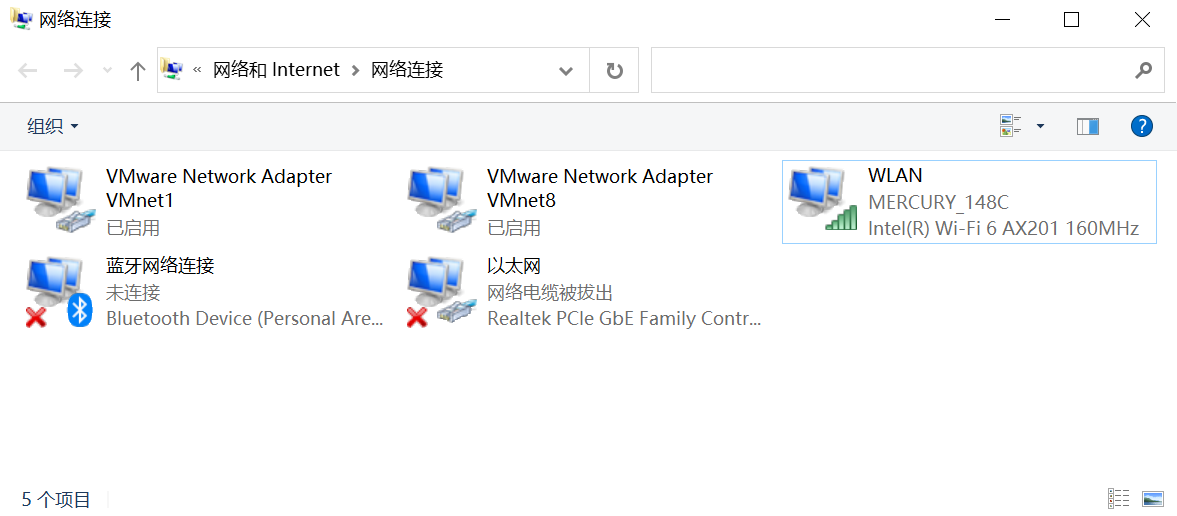 网络连接
« 网络和 Internet > 网络连接
组织
VMware Network Adapter
VMnet1
已启用
VMware Network Adapter
VMnet8
已启用
WLAN
MERCURY_148C
Intel(R) Wi-Fi 6 AX201 160MHz
蓝牙网络连接
未连接
Bluetooth Device (Personal Are...
以太网
网络电缆被拔出
Realtek PCIe GbE Family Contr...
5 个项目